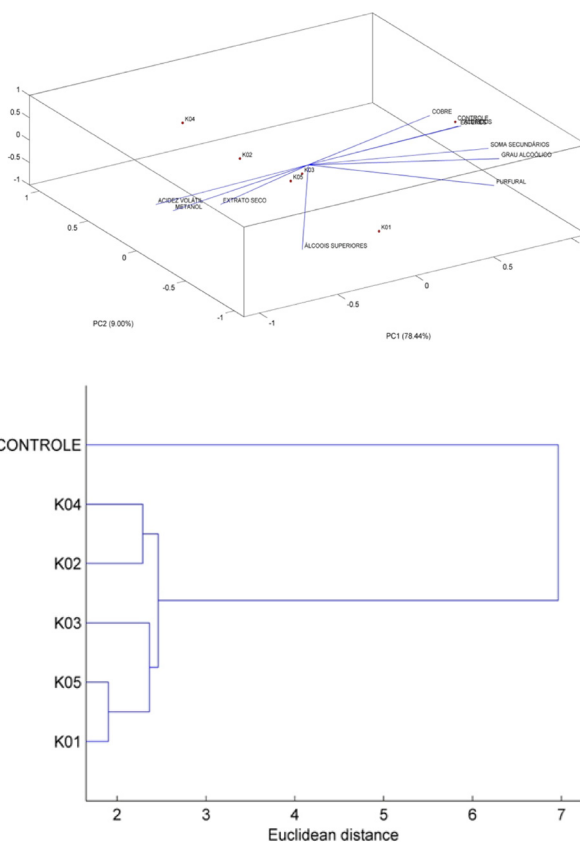 1
0.5
0
-0.5
-1
K04
K02
COBRE
CONTROLE
K03
K05
SOMA SECUNDÁRIOS
GRAU ALCOÓLICO
FURFURAL
ACIDEZ VOLÁTIL
METANOL
EXTRATO SECO
ÁLCOOIS SUPERIORES
K01
1
0.5
0
-0.5
-1
-1
-0.5
0
0.5
PC2 (9.00%)
PC1 (78.44%)
CONTROLE
K04
K02
K03
K05
K01
2 3 4 5 6 7
Euclidean distance